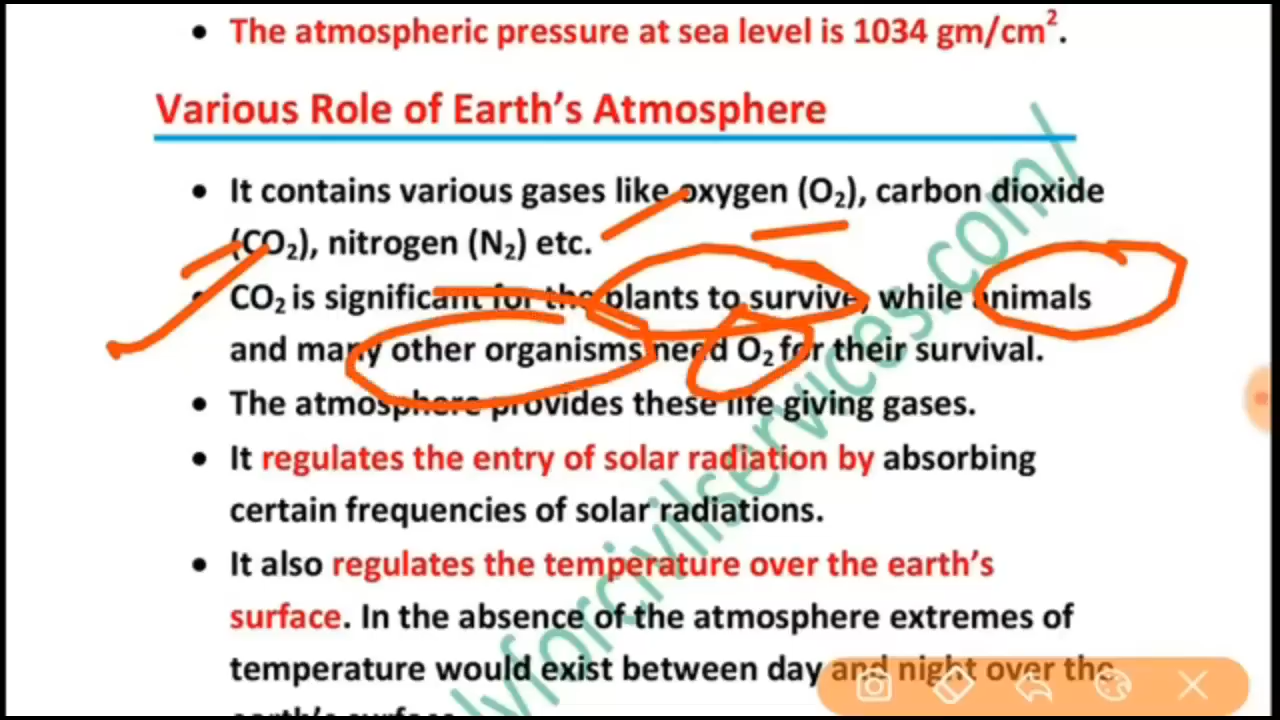 • The atmospheric pressure at sea level is 1034 gm/cm².
Various Role of Earth's Atmosphere
• It contains various gases like oxygen (O₂), carbon dioxide
(CO₂), nitrogen (N₂) etc.
• CO₂ is significant for the plants to survive, while animals
and many other organisms need O₂ for their survival.
• The atmosphere provides these life giving gases.
• It regulates the entry of solar radiation by absorbing
certain frequencies of solar radiations.
• It also regulates the temperature over the earth's
surface. In the absence of the atmosphere extremes of
temperature would exist between day and night over the
earth's surface.
lyforcivilservices.com/